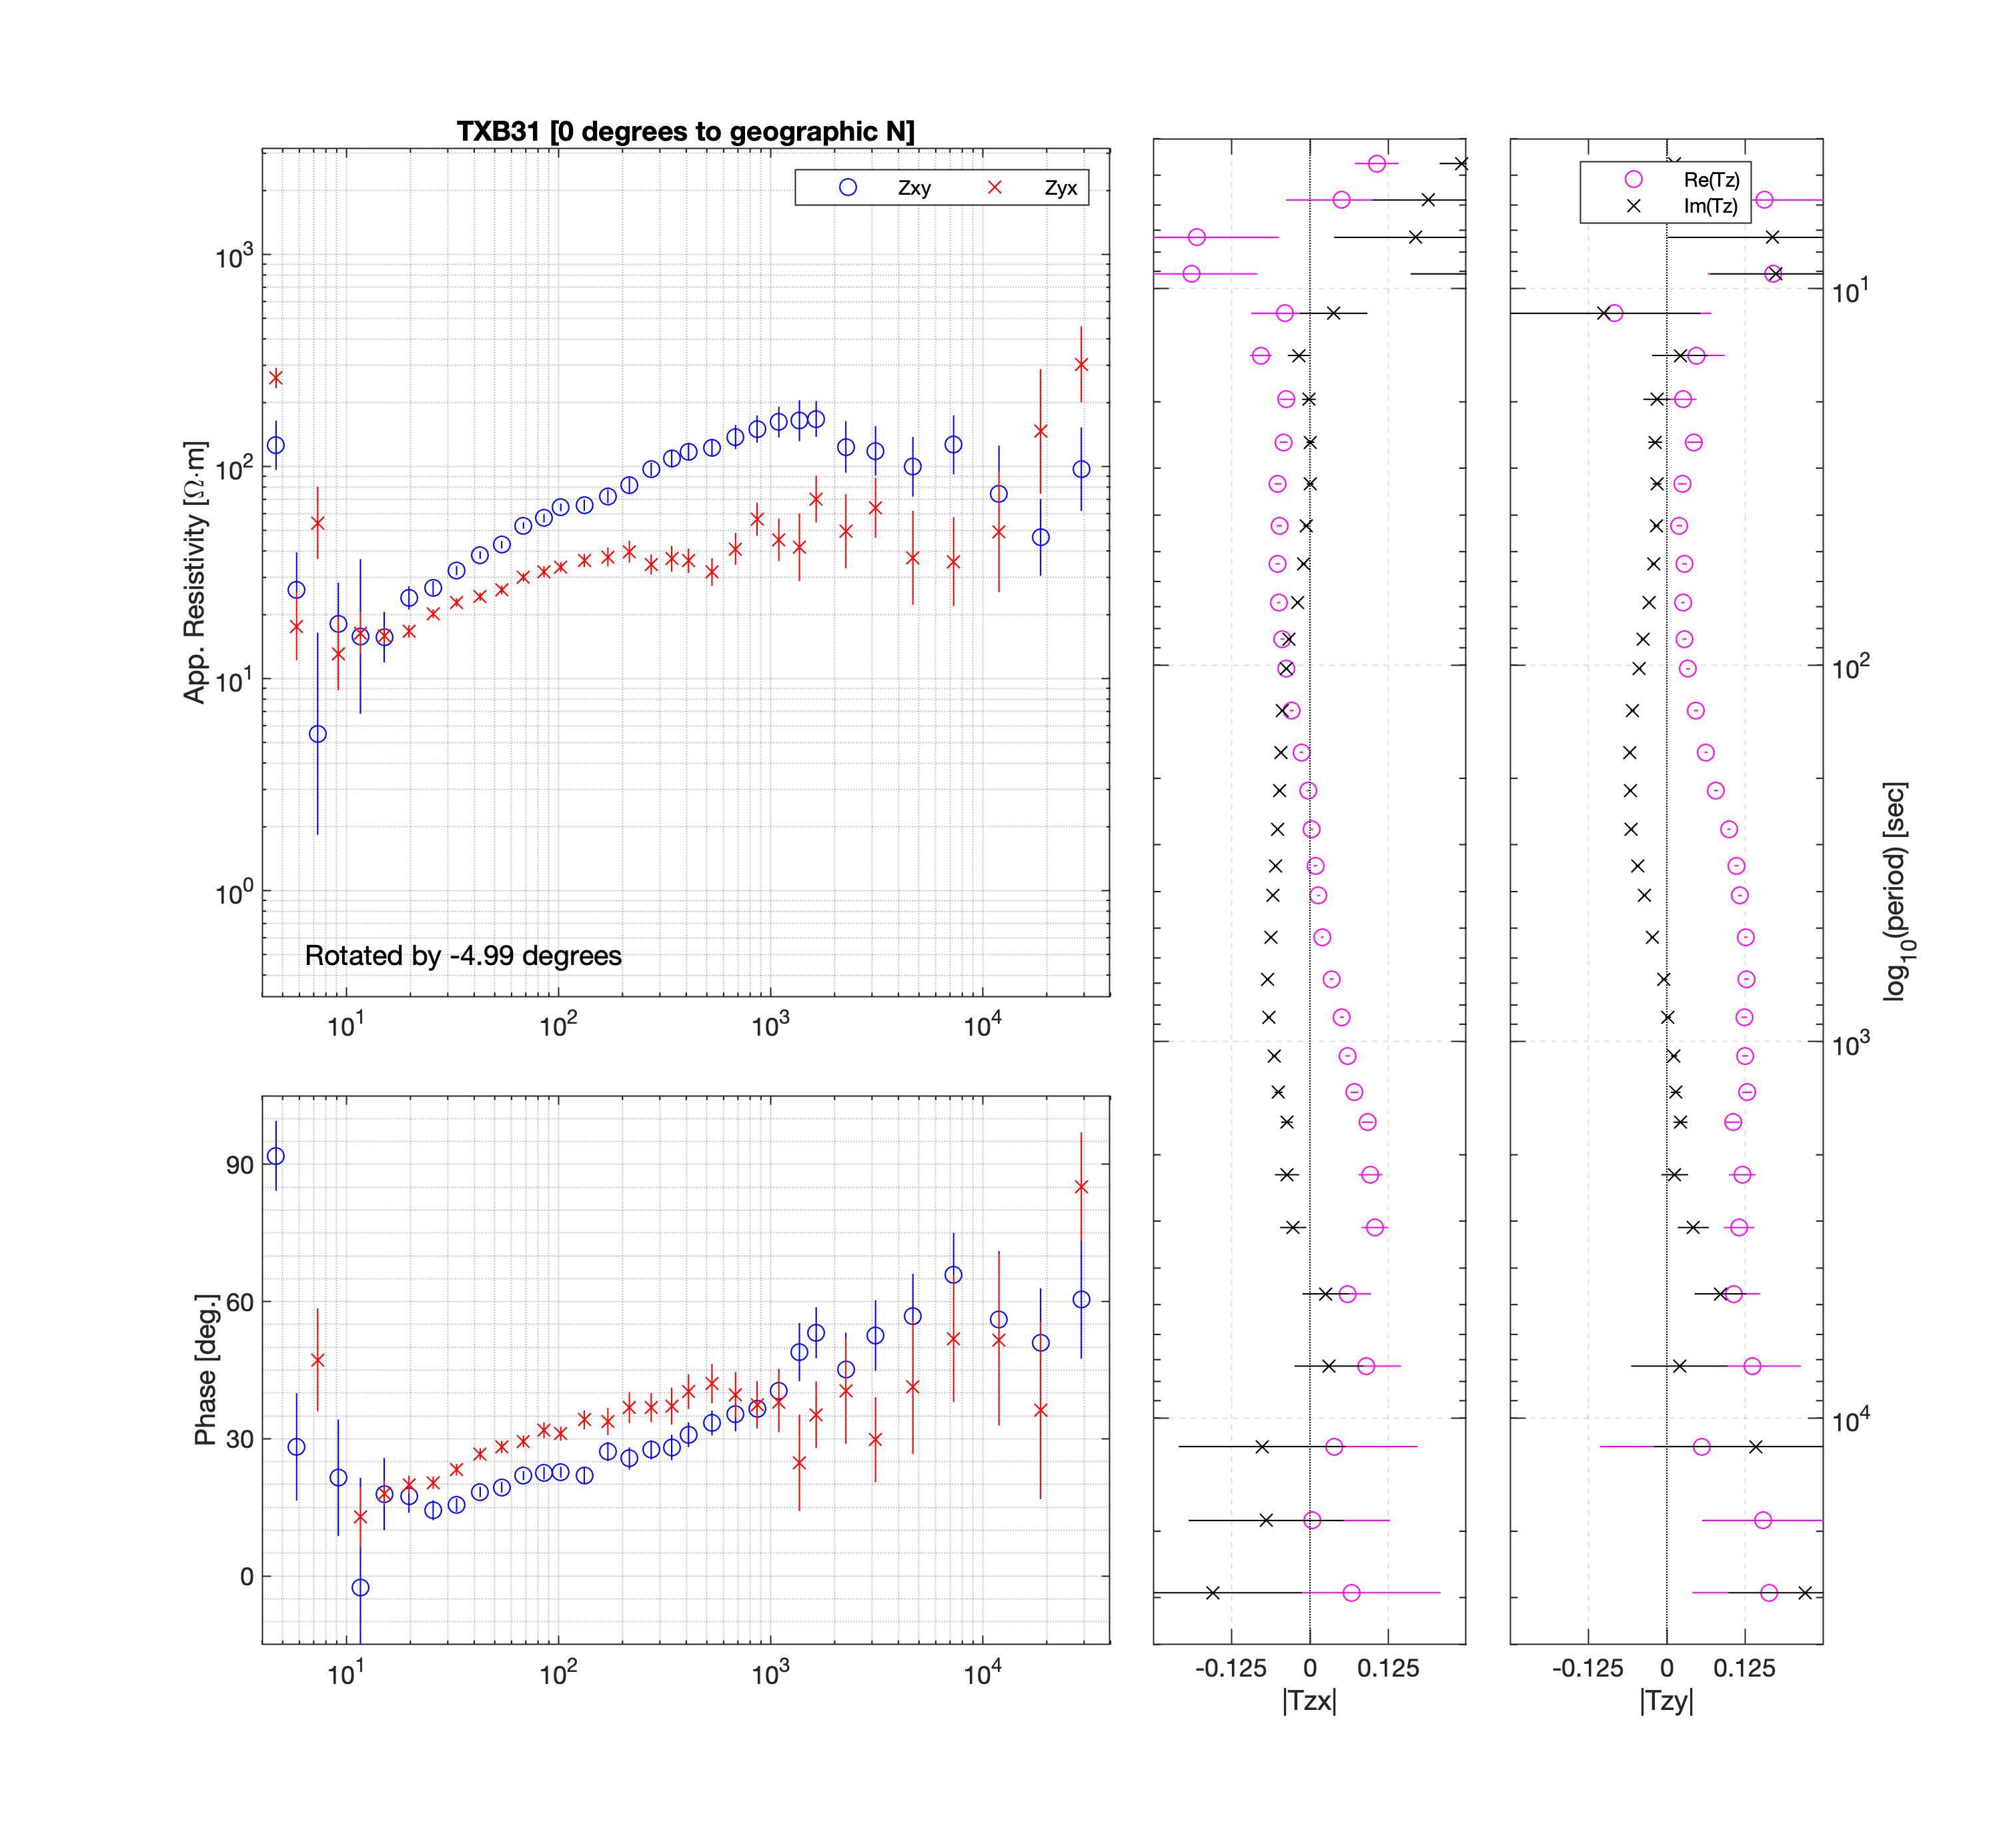 TXB31 [0 degrees to geographic N]
Zxy Zyx
App. Resistivity [Ω·m]
10³
10²
10¹
10⁰
Rotated by -4.99 degrees
10¹ 10² 10³ 10⁴
Phase [deg.]
90
60
30
0
10¹ 10² 10³ 10⁴
-0.125 0 0.125
|Tzx|
Re(Tz)
Im(Tz)
10¹
10²
10³
10⁴
log₁₀(period) [sec]
-0.125 0 0.125
|Tzy|